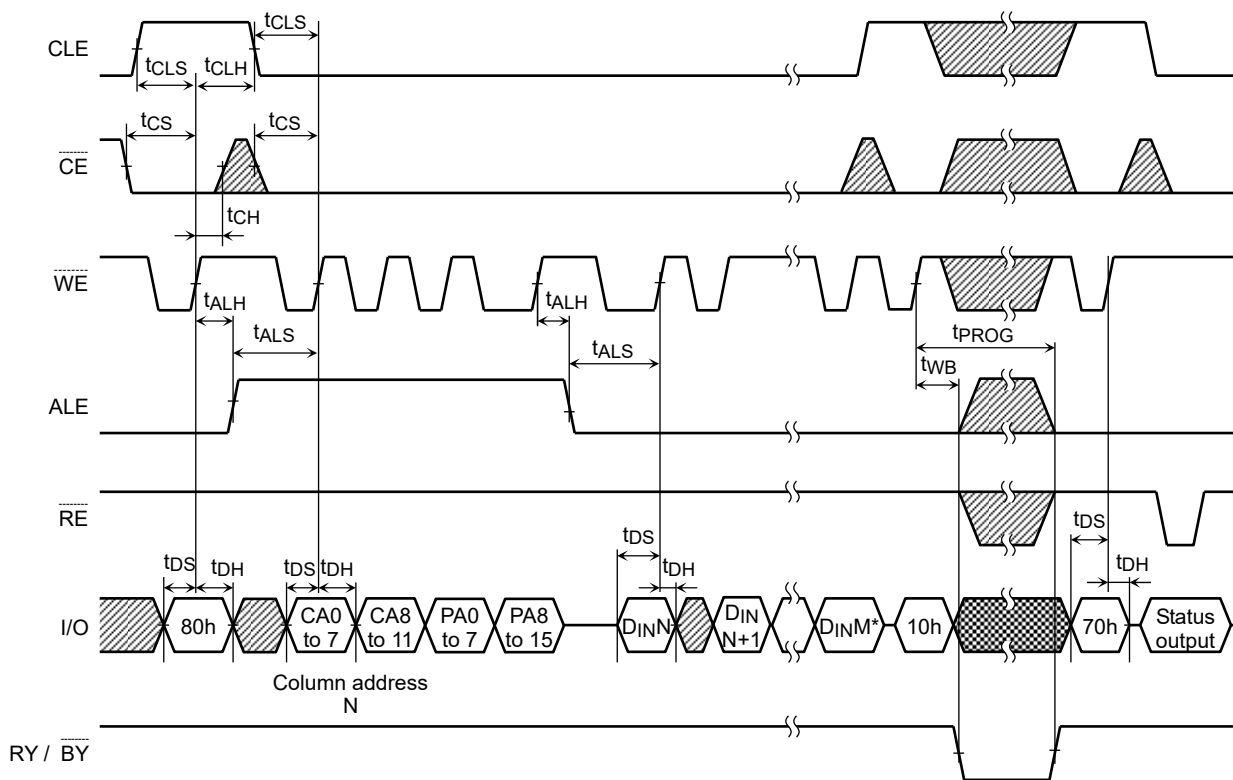 CLE
tCLS
tCLS tCLH
CE
tCS tCS
tCH
WE
tALH tALH
tALS tALS
tPROG
tWB
ALE
RE
tDS tDH tDS tDH tDS tDH tDS tDH
I/O
80h
CA0 to 7
CA8 to 11
PA0 to 7
PA8 to 15
DINN
DIN N+1
DINM*
10h
70h
Status output
Column address
N
RY / BY